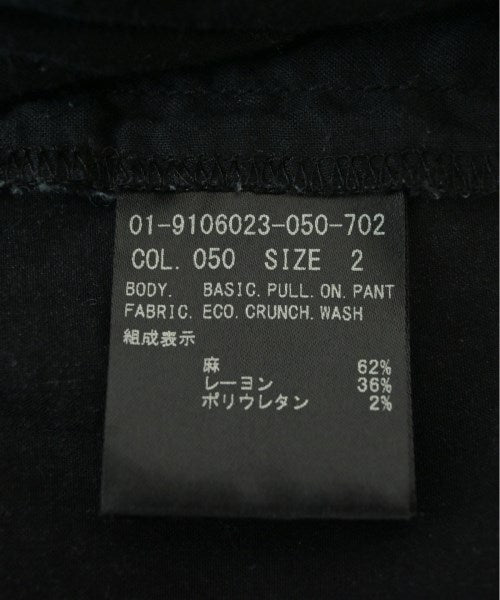 01-9106023-050-702
COL. 050 SIZE 2
BODY. BASIC. PULL. ON. PANT
FABRIC. ECO. CRUNCH. WASH
組成表示
麻 62%
レーヨン 36%
ポリウレタン 2%